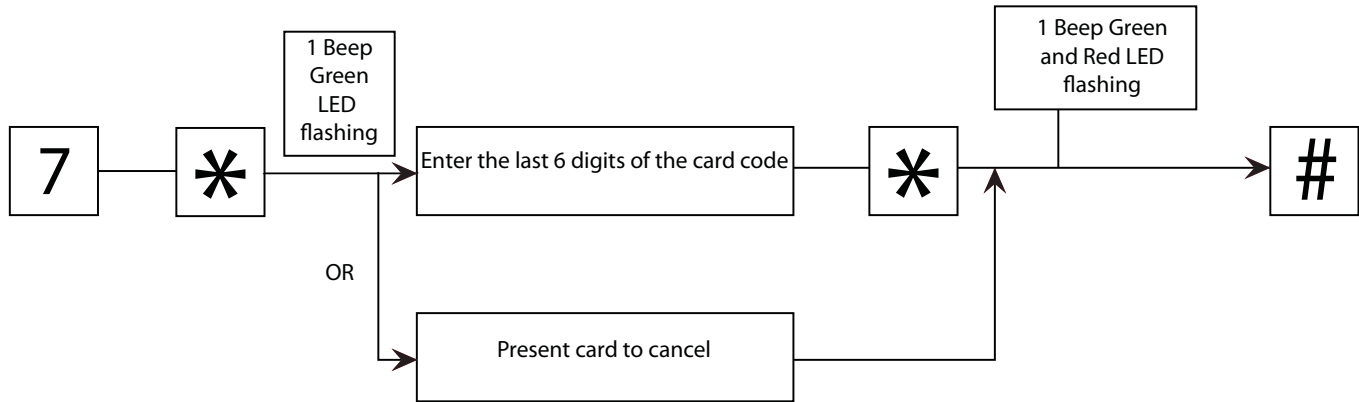 1 Beep
Green
LED
flashing
1 Beep Green
and Red LED
flashing
7
*
Enter the last 6 digits of the card code
*
#
OR
Present card to cancel